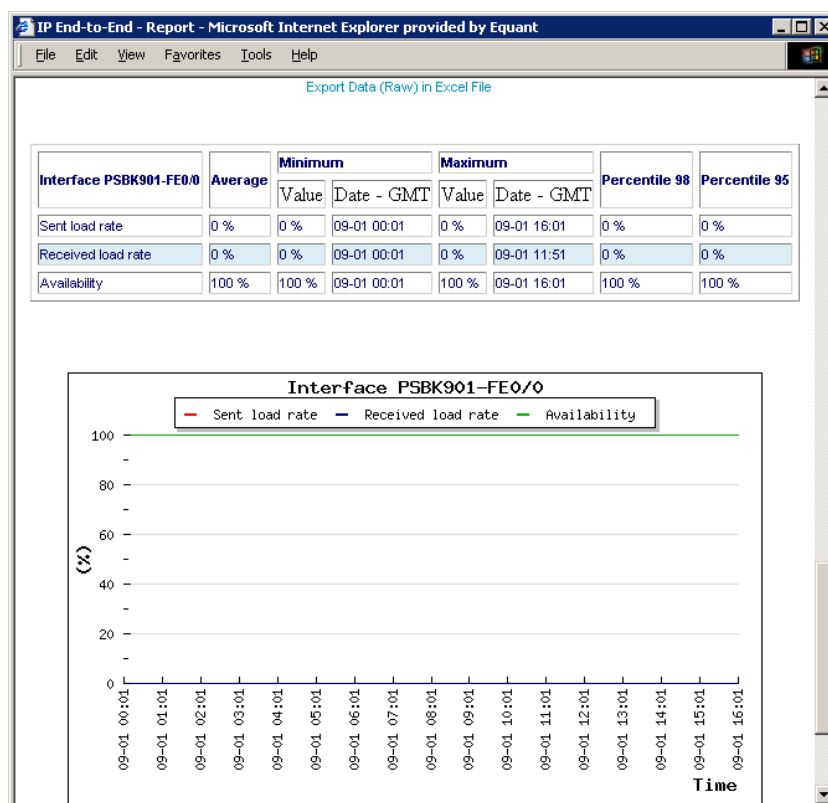 IP End-to-End - Report - Microsoft Internet Explorer provided by Equant
File Edit View Favorites Tools Help
Export Data (Raw) in Excel File
Interface PSBK901-FE0/0 Average Minimum Maximum Percentile 98 Percentile 95
Value Date - GMT Value Date - GMT
Sent load rate 0 % 0 % 09-01 00:01 0 % 09-01 16:01 0 % 0 %
Received load rate 0 % 0 % 09-01 00:01 0 % 09-01 11:51 0 % 0 %
Availability 100 % 100 % 09-01 00:01 100 % 09-01 16:01 100 % 100 %
Interface PSBK901-FE0/0
Sent load rate Received load rate Availability
100
80
60
(%)
40
20
0
09-01 00:01
09-01 01:01
09-01 02:01
09-01 03:01
09-01 04:01
09-01 05:01
09-01 06:01
09-01 07:01
09-01 08:01
09-01 09:01
09-01 10:01
09-01 11:01
09-01 12:01
09-01 13:01
09-01 14:01
09-01 15:01
09-01 16:01
Time